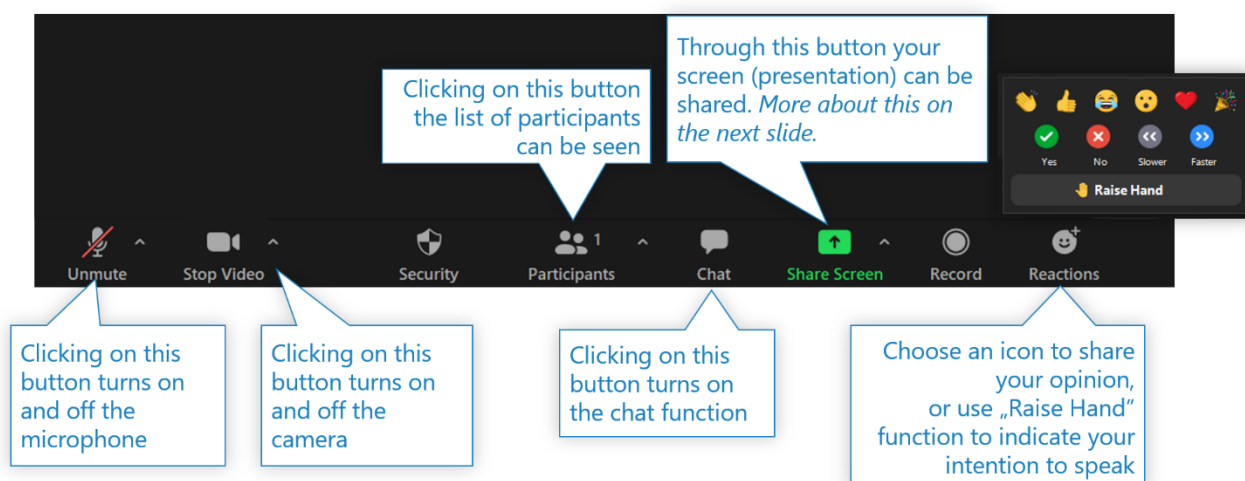 Clicking on this button
the list of participants
can be seen
Through this button your
screen (presentation) can be
shared. More about this on
the next slide.
Yes
No
Slower
Faster
Raise Hand
Unmute
Stop Video
Security
1
Participants
Chat
Share Screen
Record
Reactions
Clicking on this
button turns on
and off the
microphone
Clicking on this
button turns on
and off the
camera
Clicking on this
button turns on
the chat function
Choose an icon to share
your opinion,
or use „Raise Hand”
function to indicate your
intention to speak